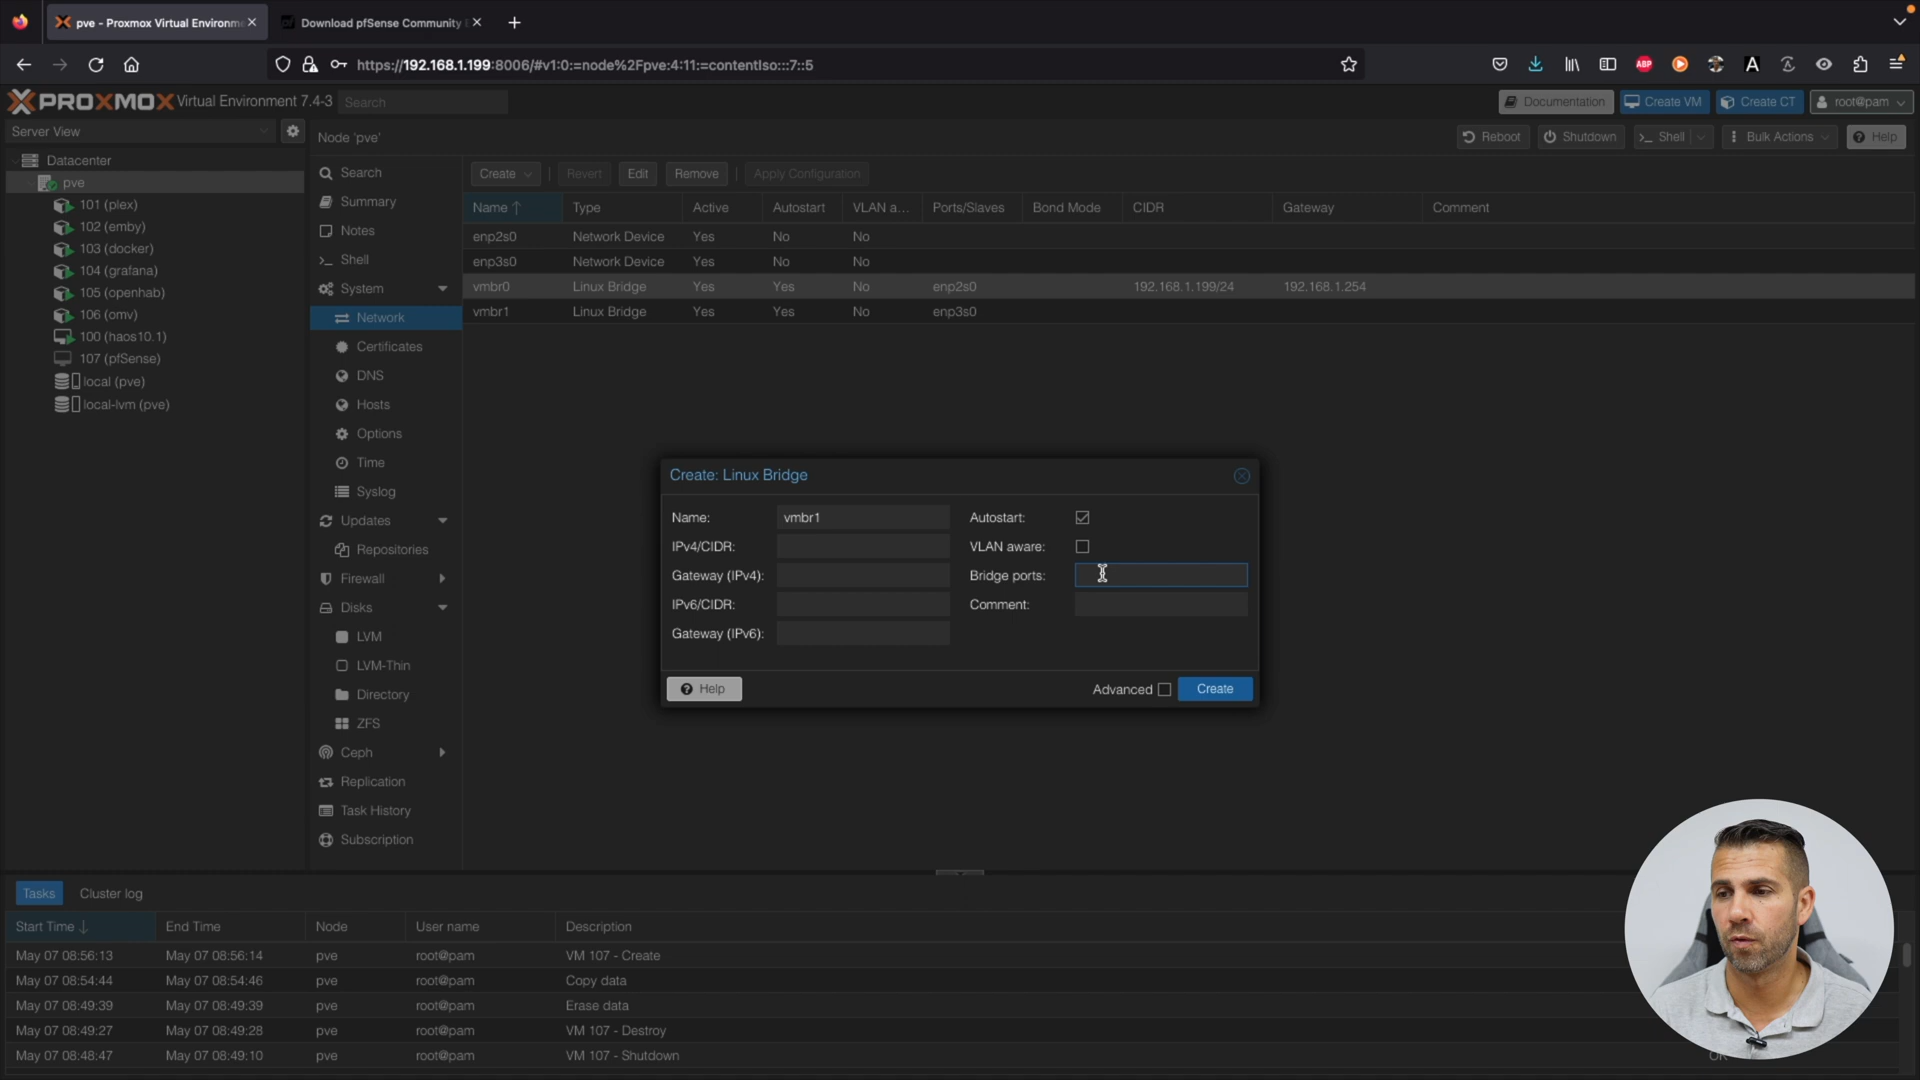 pve - Proxmox Virtual Environm
Download pfSense Community E
https://192.168.1.199:8006/#v1:0:=node%2Fpve:4:11:=contentIso:::7::5
ABP
A
PROXMOX Virtual Environment 7.4-3
Search
Documentation
Create VM
Create CT
root@pam
Server View
Node 'pve'
Reboot
Shutdown
Shell
Bulk Actions
Help
Datacenter
pve
101 (plex)
102 (emby)
103 (docker)
104 (grafana)
105 (openhab)
106 (omv)
100 (haos10.1)
107 (pfSense)
local (pve)
local-lvm (pve)
Search
Summary
Notes
Shell
System
Network
Certificates
DNS
Hosts
Options
Time
Syslog
Updates
Repositories
Firewall
Disks
LVM
LVM-Thin
Directory
ZFS
Ceph
Replication
Task History
Subscription
Create
Revert
Edit
Remove
Apply Configuration
Name Type Active Autostart VLAN a... Ports/Slaves Bond Mode CIDR Gateway Comment
enp2s0 Network Device Yes No No
enp3s0 Network Device Yes No No
vmbr0 Linux Bridge Yes Yes No enp2s0 192.168.1.199/24 192.168.1.254
vmbr1 Linux Bridge Yes Yes No enp3s0
Create: Linux Bridge
Name: vmbr1 Autostart:
IPv4/CIDR: VLAN aware:
Gateway (IPv4): Bridge ports:
IPv6/CIDR: Comment:
Gateway (IPv6):
Help
Advanced
Create
Tasks
Cluster log
Start Time End Time Node User name Description
May 07 08:56:13 May 07 08:56:14 pve root@pam VM 107 - Create
May 07 08:54:44 May 07 08:54:46 pve root@pam Copy data
May 07 08:49:39 May 07 08:49:39 pve root@pam Erase data
May 07 08:49:27 May 07 08:49:28 pve root@pam VM 107 - Destroy
May 07 08:48:47 May 07 08:49:10 pve root@pam VM 107 - Shutdown OK